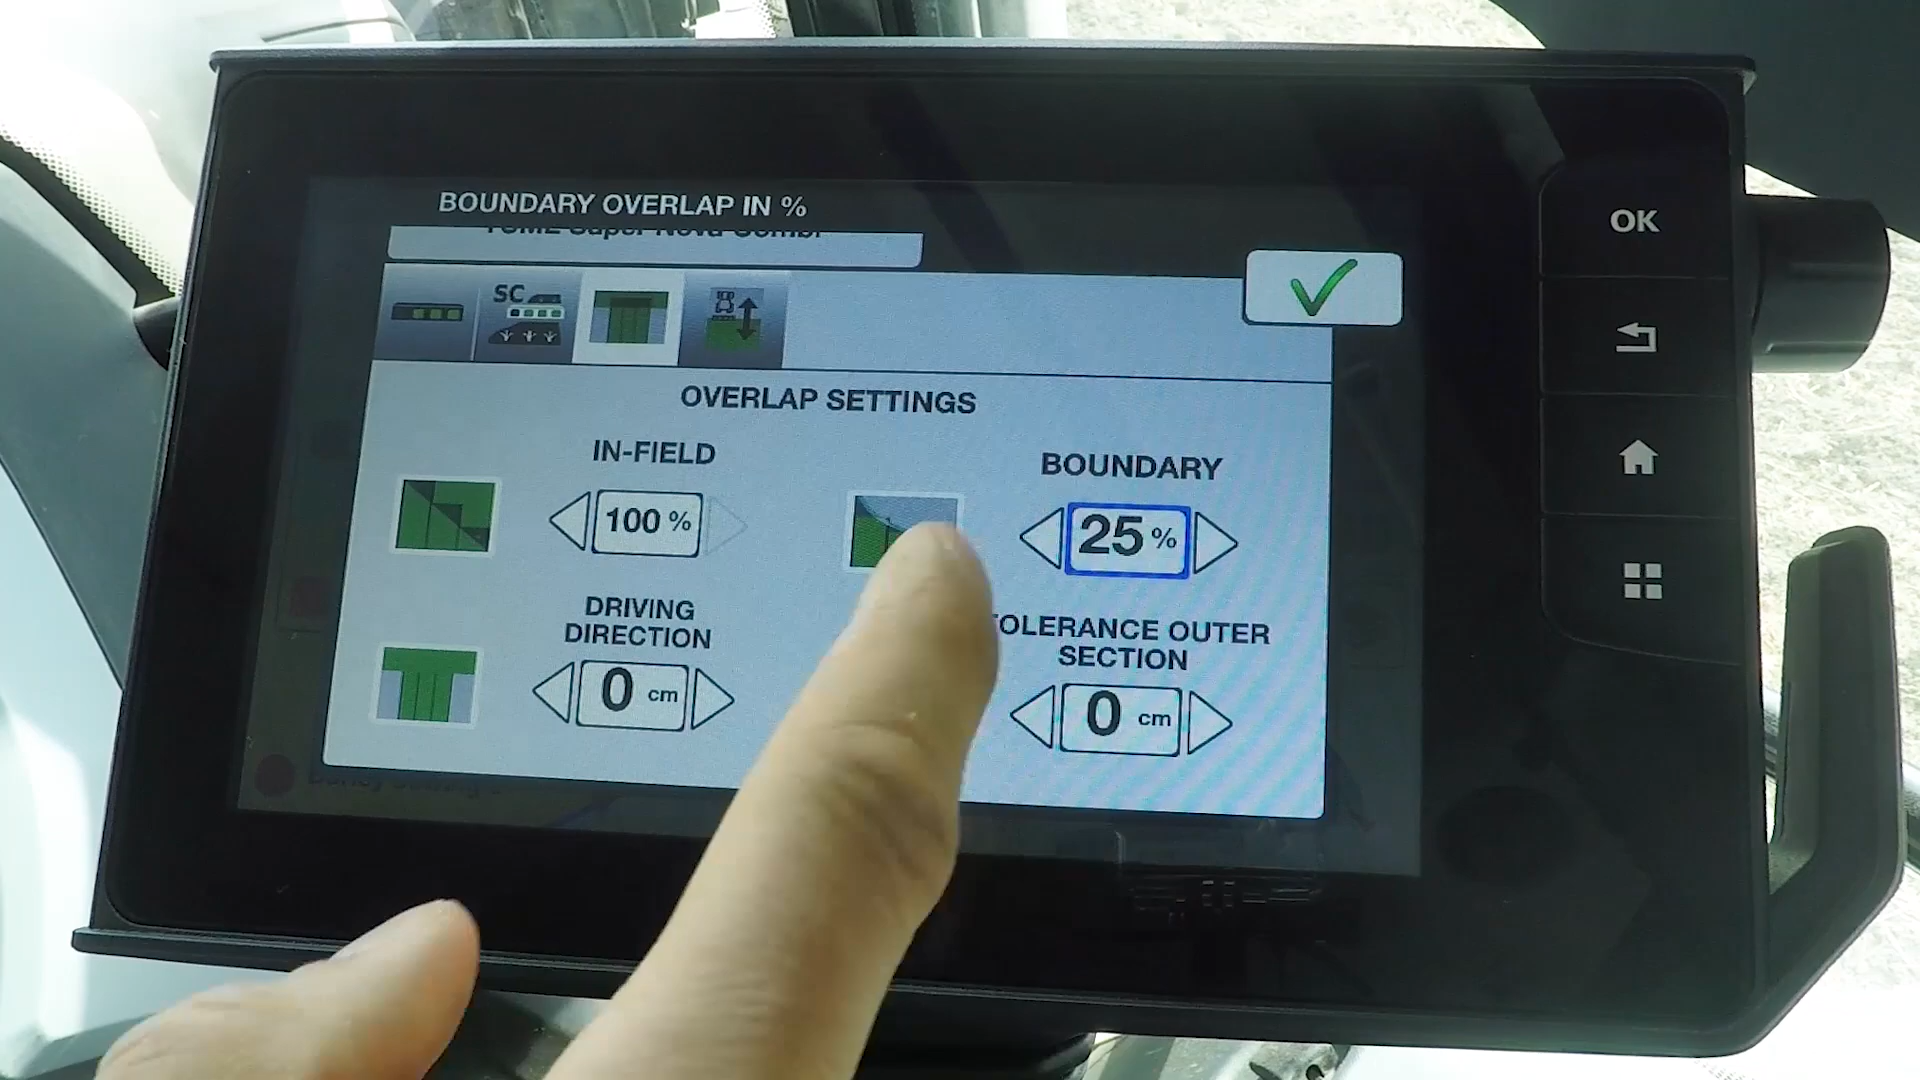 BOUNDARY OVERLAP IN %
OK
SC
OVERLAP SETTINGS
IN-FIELD
BOUNDARY
100 %
25 %
DRIVING
DIRECTION
OLERANCE OUTER
SECTION
0 cm
0 cm